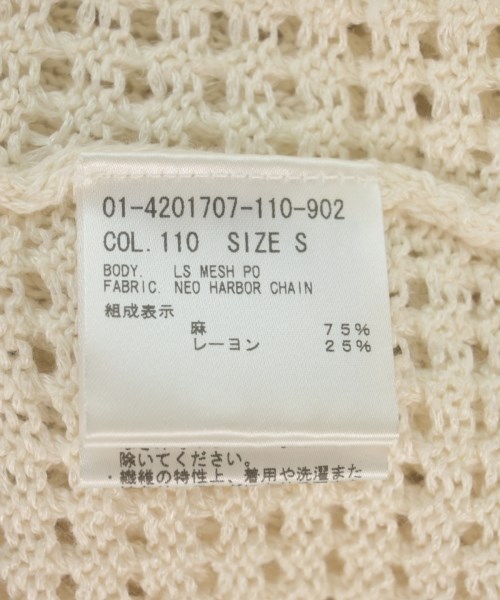 01-4201707-110-902
COL. 110 SIZE S
BODY. LS MESH PO
FABRIC. NEO HARBOR CHAIN
組成表示
麻 75%
レーヨン 25%
除いてください。
・繊維の特性上、着用や洗濯また